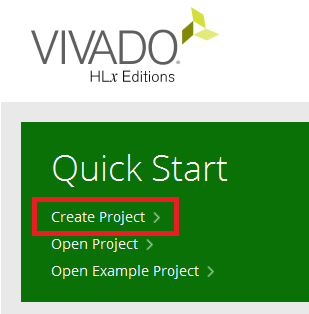 VIVADO.
HLx Editions
Quick Start
Create Project >
Open Project >
Open Example Project >